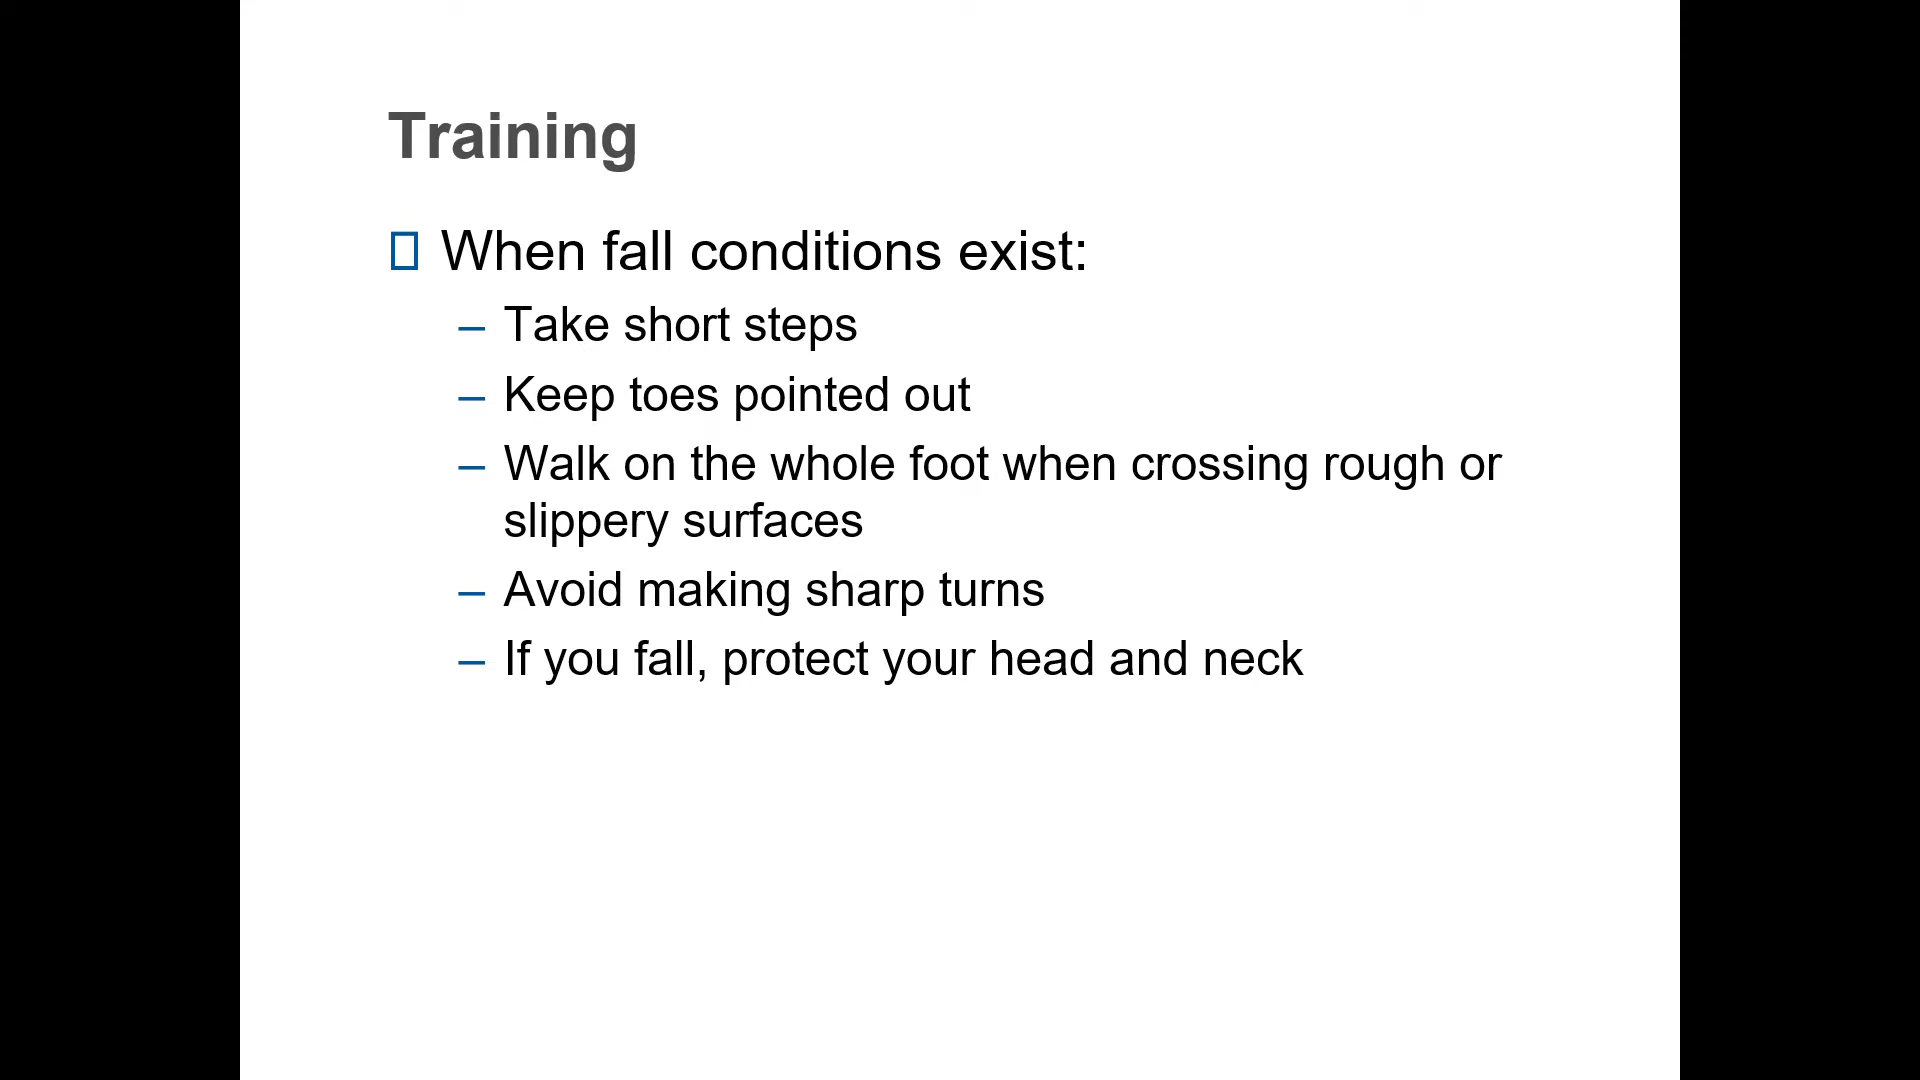 Training
When fall conditions exist:
– Take short steps
– Keep toes pointed out
– Walk on the whole foot when crossing rough or
slippery surfaces
– Avoid making sharp turns
– If you fall, protect your head and neck